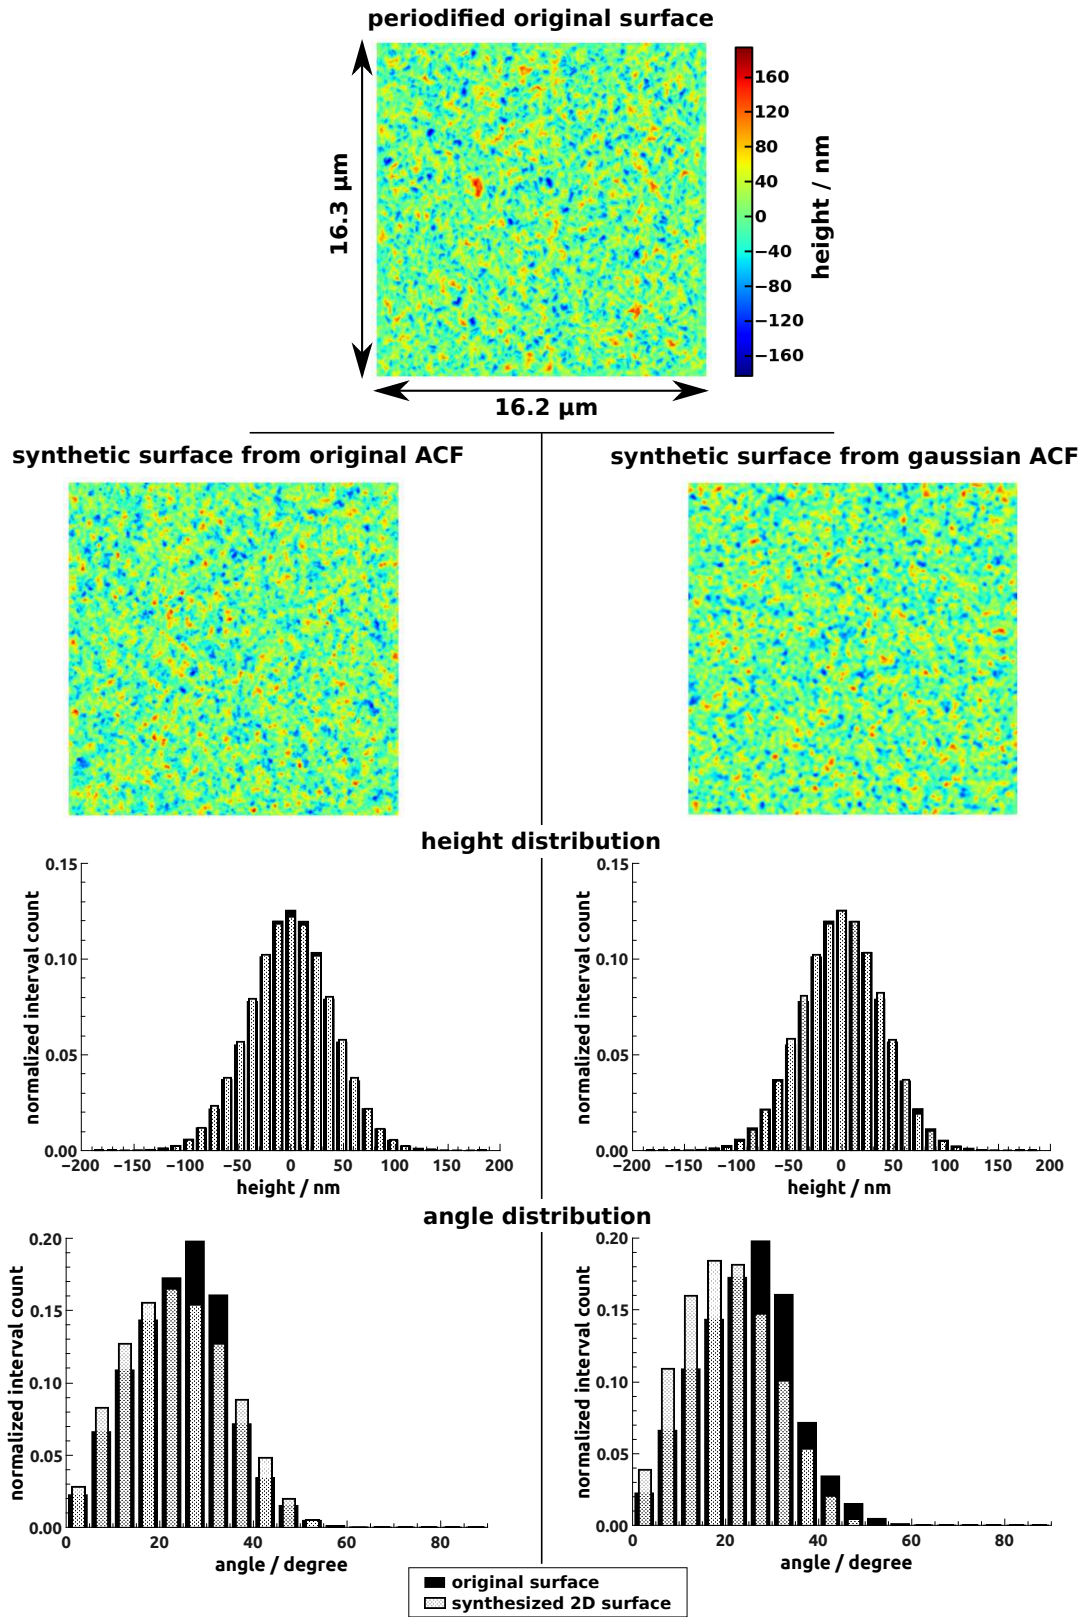 periodified original surface
16.3 μm
160
120
80
40
0
−40
−80
−120
−160
height / nm
16.2 μm
synthetic surface from original ACF
synthetic surface from gaussian ACF
height distribution
normalized interval count
0.15
0.10
0.05
0.00
−200 −150 −100 −50 0 50 100 150 200
height / nm
normalized interval count
0.15
0.10
0.05
0.00
−200 −150 −100 −50 0 50 100 150 200
height / nm
angle distribution
normalized interval count
0.20
0.15
0.10
0.05
0.00
0 20 40 60 80
angle / degree
normalized interval count
0.20
0.15
0.10
0.05
0.00
0 20 40 60 80
angle / degree
original surface
synthesized 2D surface